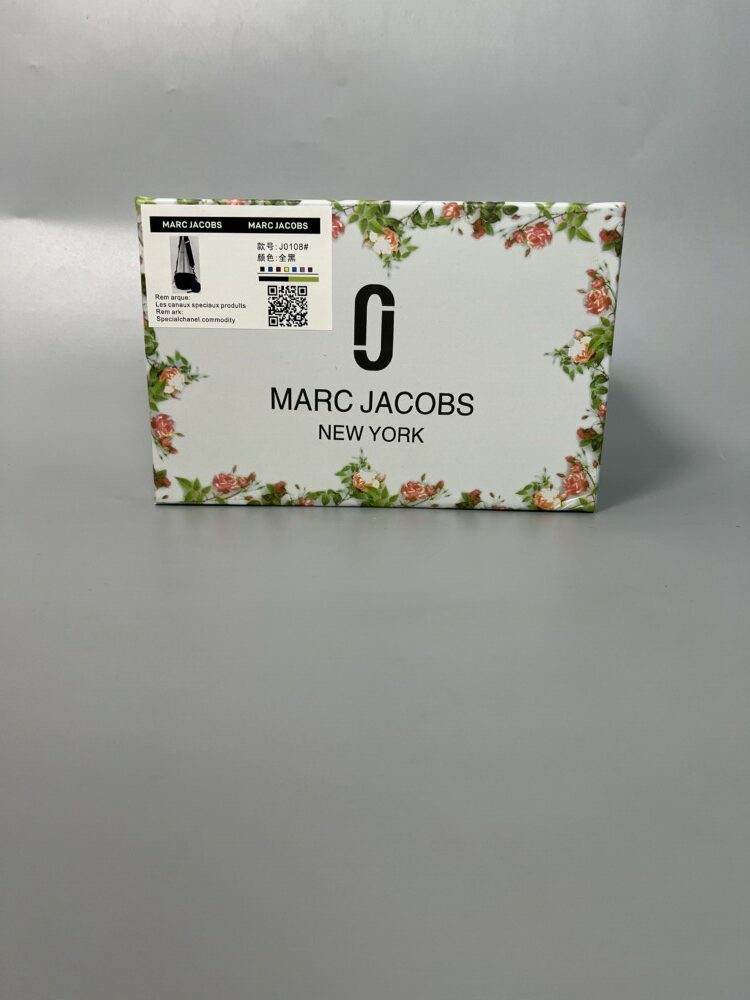 MARC JACOBS MARC JACOBS
款号:J0108#
颜色:全黑
Rem arque:
Les canaux speciaux produlta
Rem ark:
Specialchanel.commodity
MARC JACOBS
NEW YORK